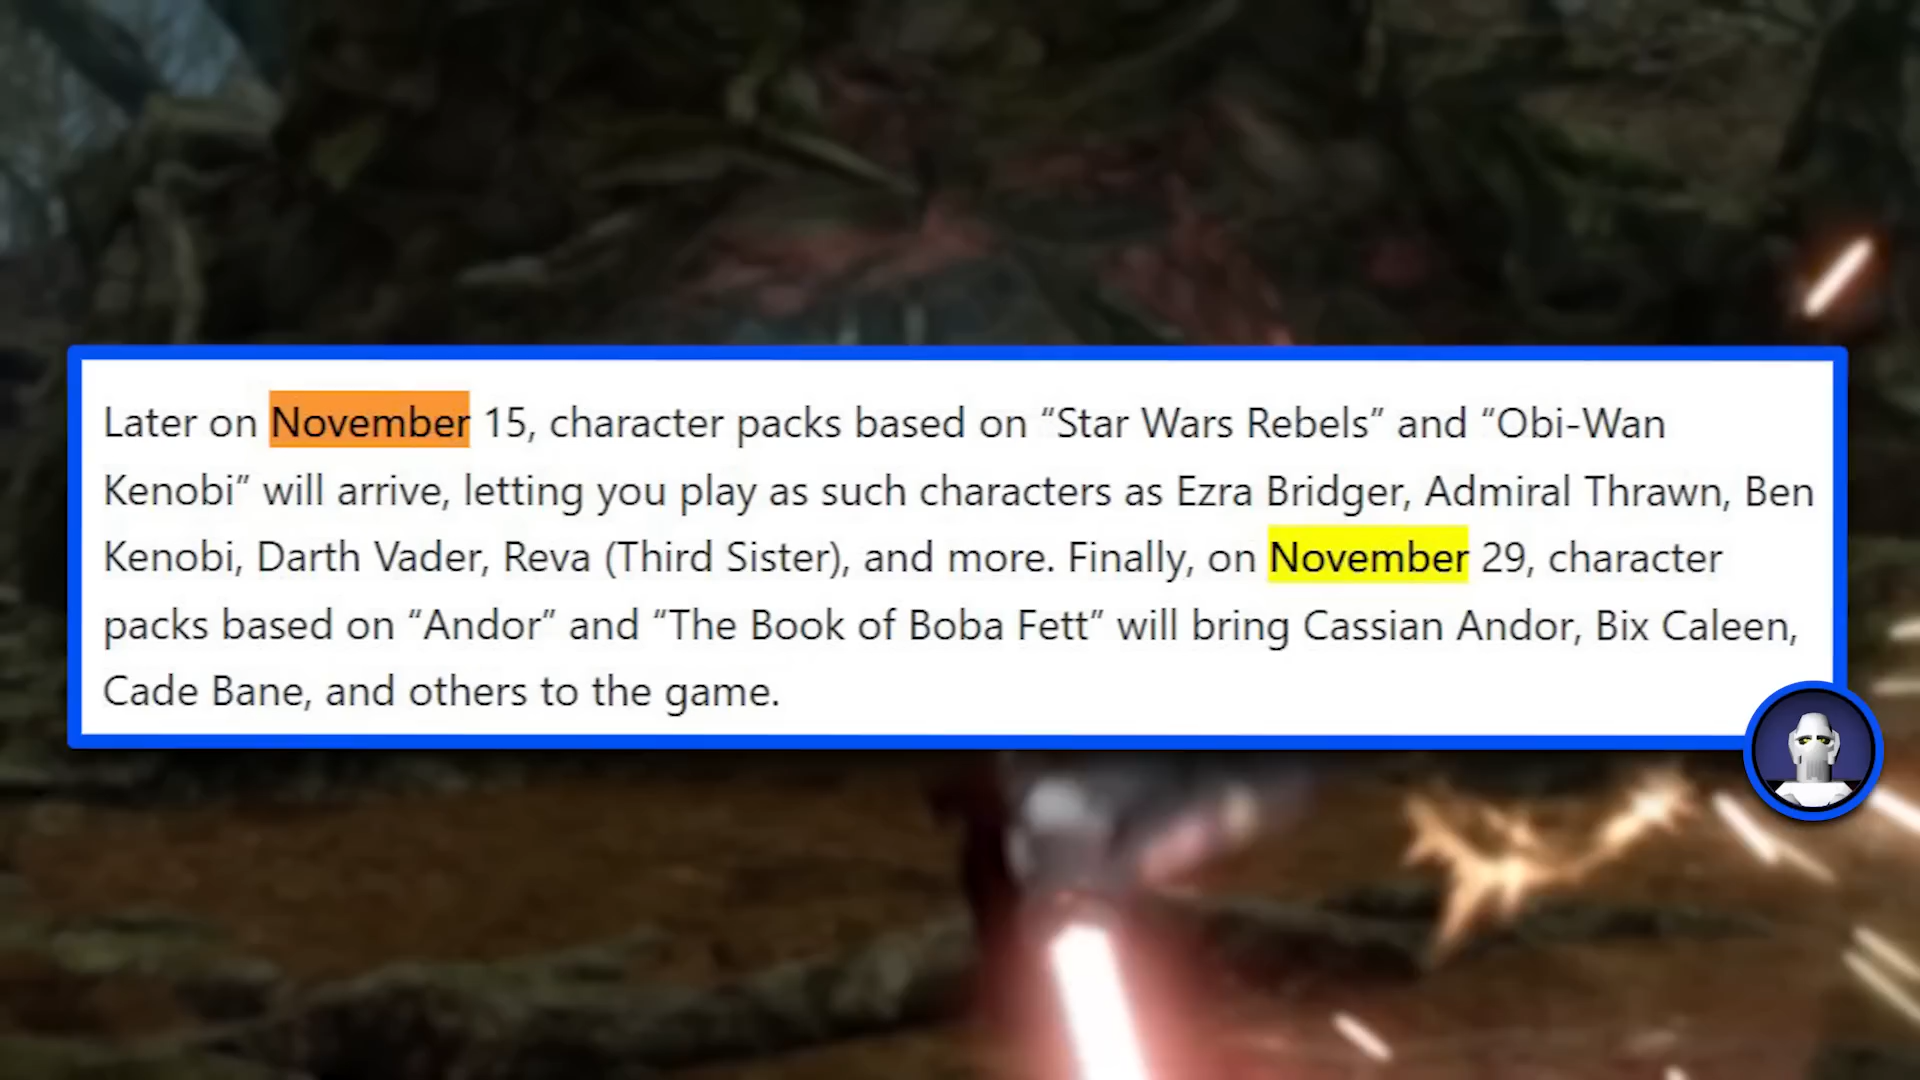 Later on November 15, character packs based on “Star Wars Rebels” and “Obi-Wan
Kenobi” will arrive, letting you play as such characters as Ezra Bridger, Admiral Thrawn, Ben
Kenobi, Darth Vader, Reva (Third Sister), and more. Finally, on November 29, character
packs based on “Andor” and “The Book of Boba Fett” will bring Cassian Andor, Bix Caleen,
Cade Bane, and others to the game.